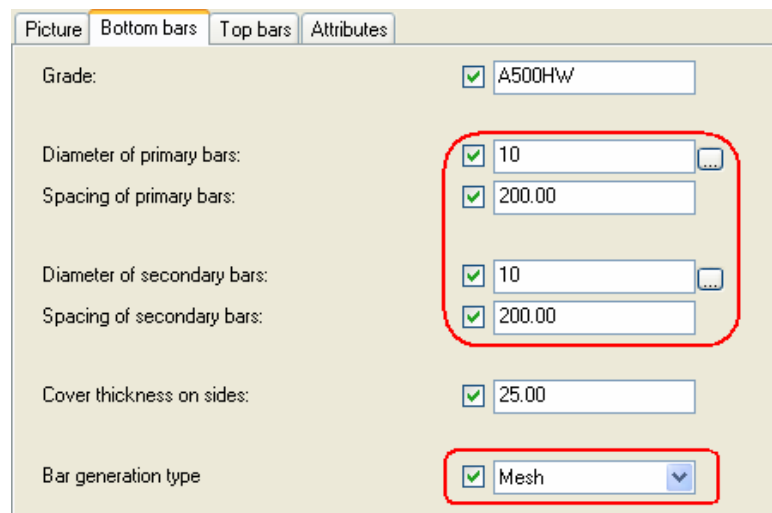 Picture Bottom bars Top bars Attributes
Grade: A500HW
Diameter of primary bars: 10 ...
Spacing of primary bars: 200.00
Diameter of secondary bars: 10 ...
Spacing of secondary bars: 200.00
Cover thickness on sides: 25.00
Bar generation type Mesh